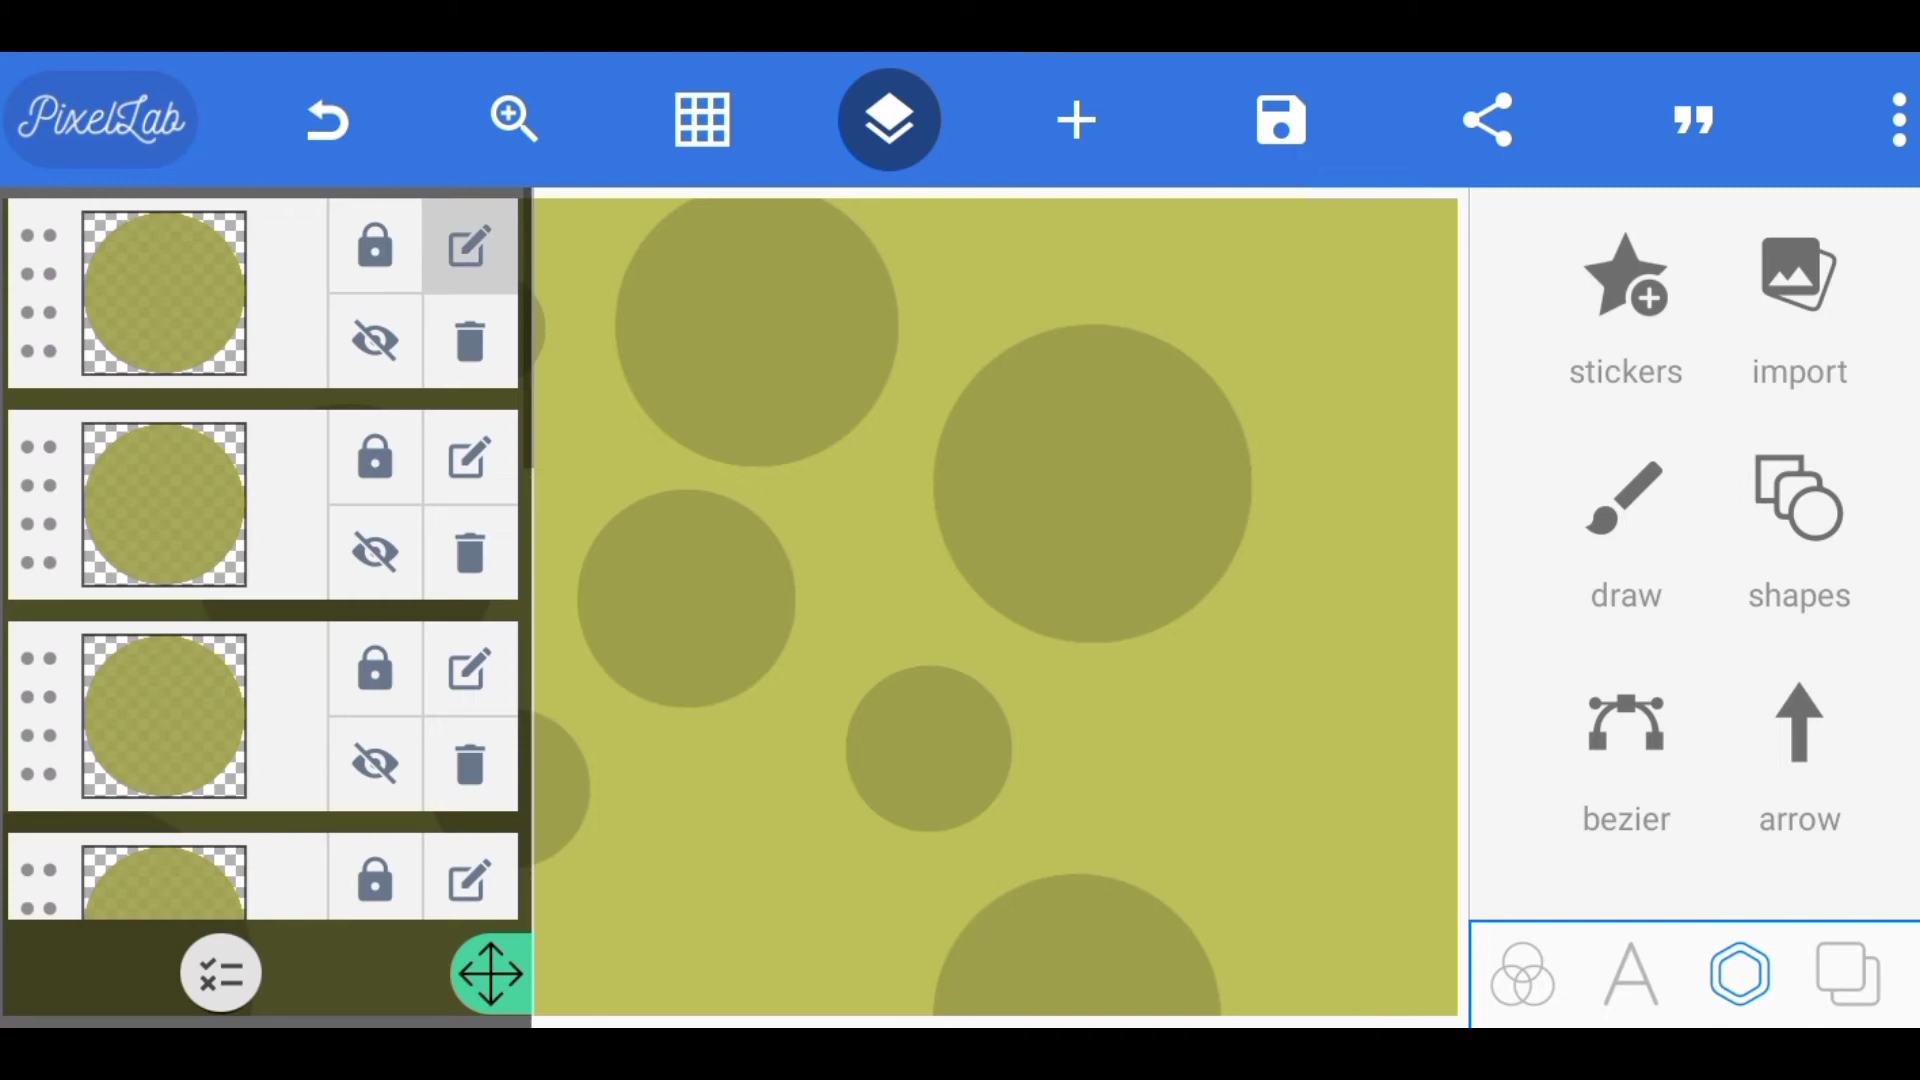 PixelLab
stickers
import
draw
shapes
bezier
arrow